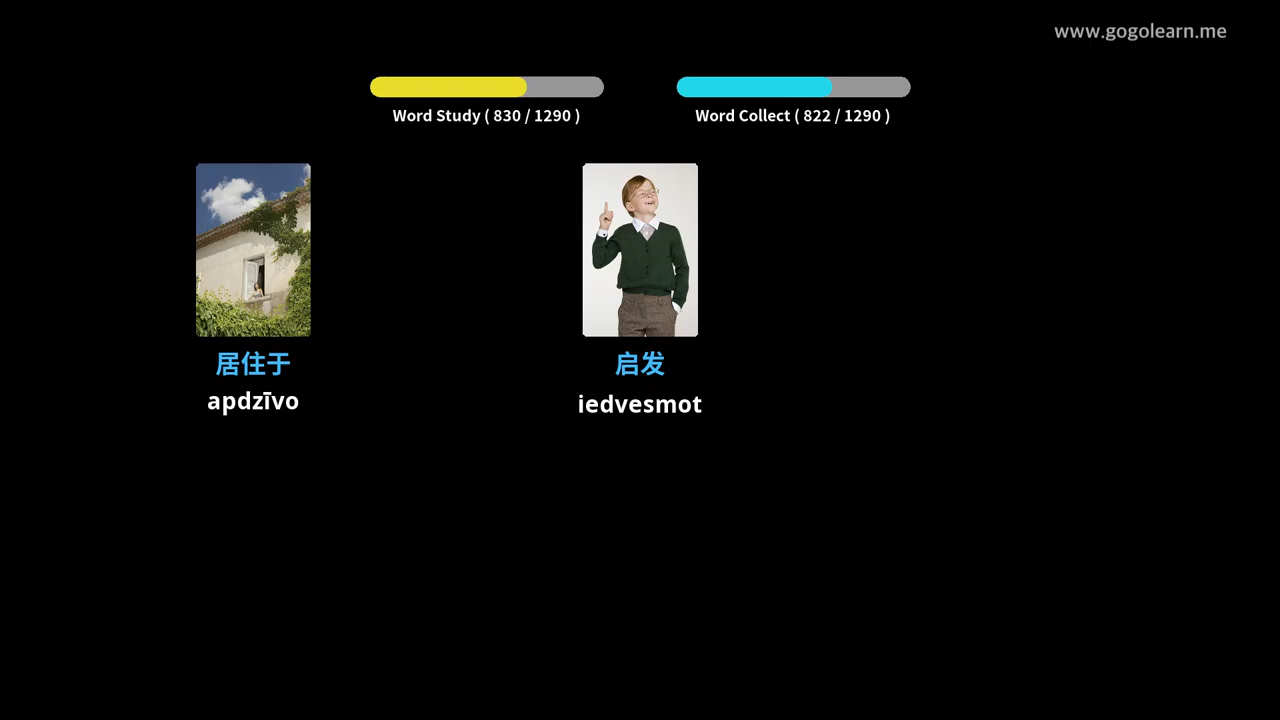 www.gogolearn.me
Word Study ( 830 / 1290 )
Word Collect ( 822 / 1290 )
居住于
apdzīvo
启发
iedvesmot